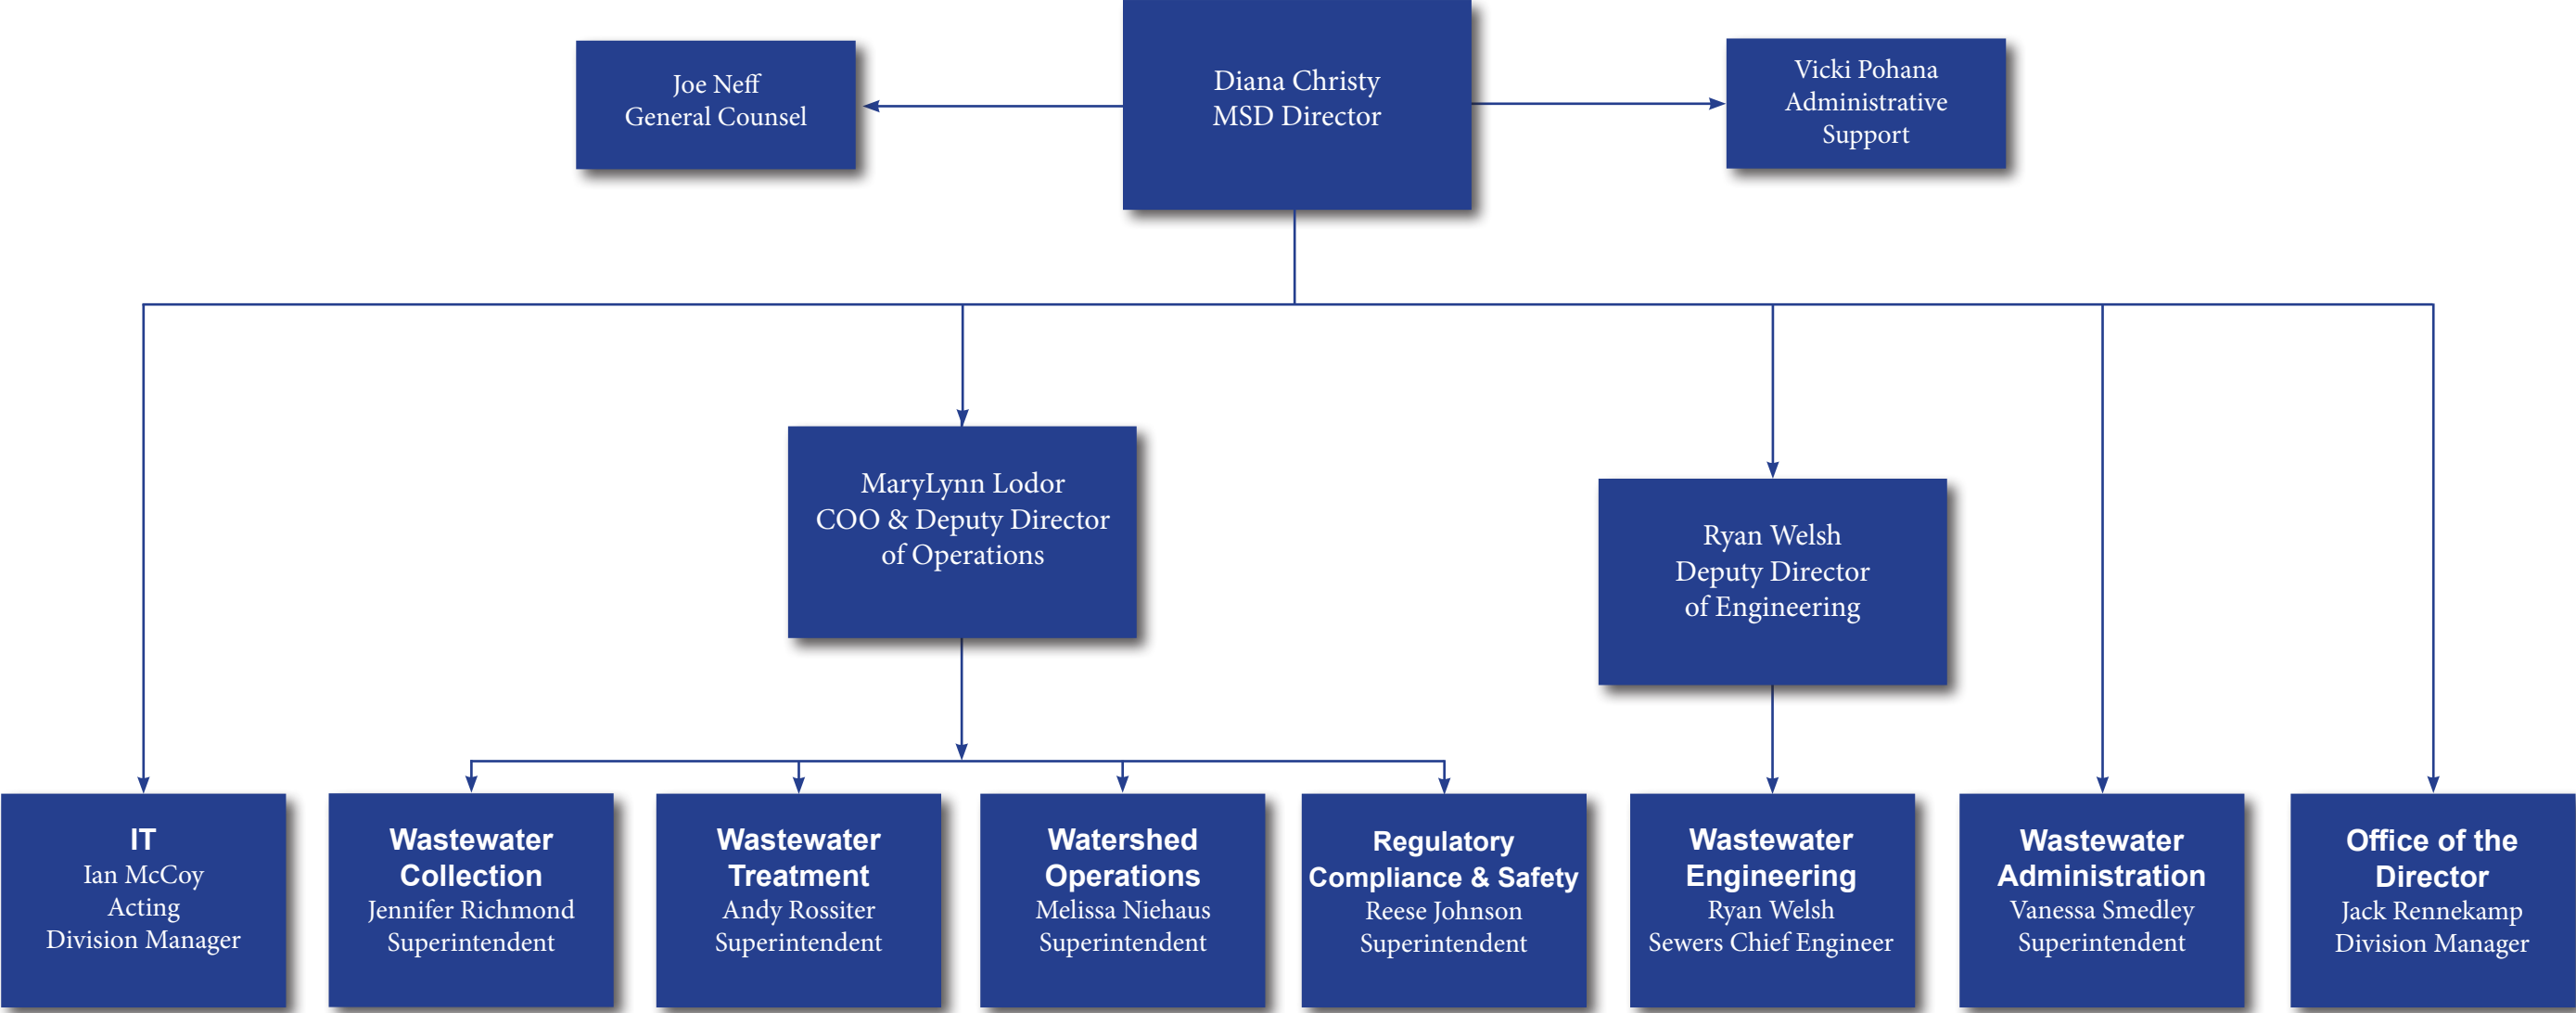 Joe Neff
General Counsel
Diana Christy
MSD Director
Vicki Pohana
Administrative
Support
MaryLynn Lodor
COO & Deputy Director
of Operations
Ryan Welsh
Deputy Director
of Engineering
IT
Ian McCoy
Acting
Division Manager
Wastewater
Collection
Jennifer Richmond
Superintendent
Wastewater
Treatment
Andy Rossiter
Superintendent
Watershed
Operations
Melissa Niehaus
Superintendent
Regulatory
Compliance & Safety
Reese Johnson
Superintendent
Wastewater
Engineering
Ryan Welsh
Sewers Chief Engineer
Wastewater
Administration
Vanessa Smedley
Superintendent
Office of the
Director
Jack Rennekamp
Division Manager